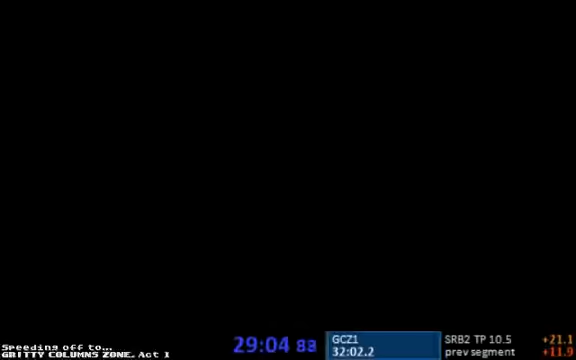 Speeding off to...
GRITTY COLUMNS ZONE, Act 1
29:04 83
GCZ1
32:02.2
SRB2 TP 10.5 +21.1
prev segment +11.9